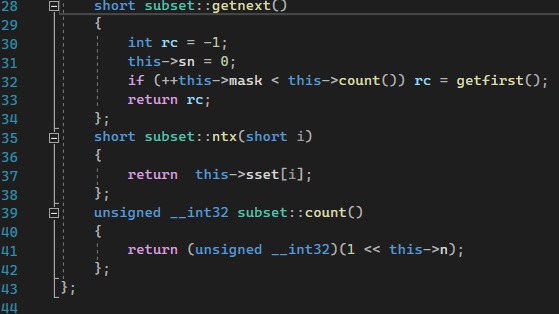 28 short subset::getnext()
29 {
30 int rc = -1;
31 this->sn = 0;
32 if (++this->mask < this->count()) rc = getfirst();
33 return rc;
34 };
35 short subset::ntx(short i)
36 {
37 return  this->sset[i];
38 };
39 unsigned __int32 subset::count()
40 {
41 return (unsigned __int32)(1 << this->n);
42 };
43 };
44